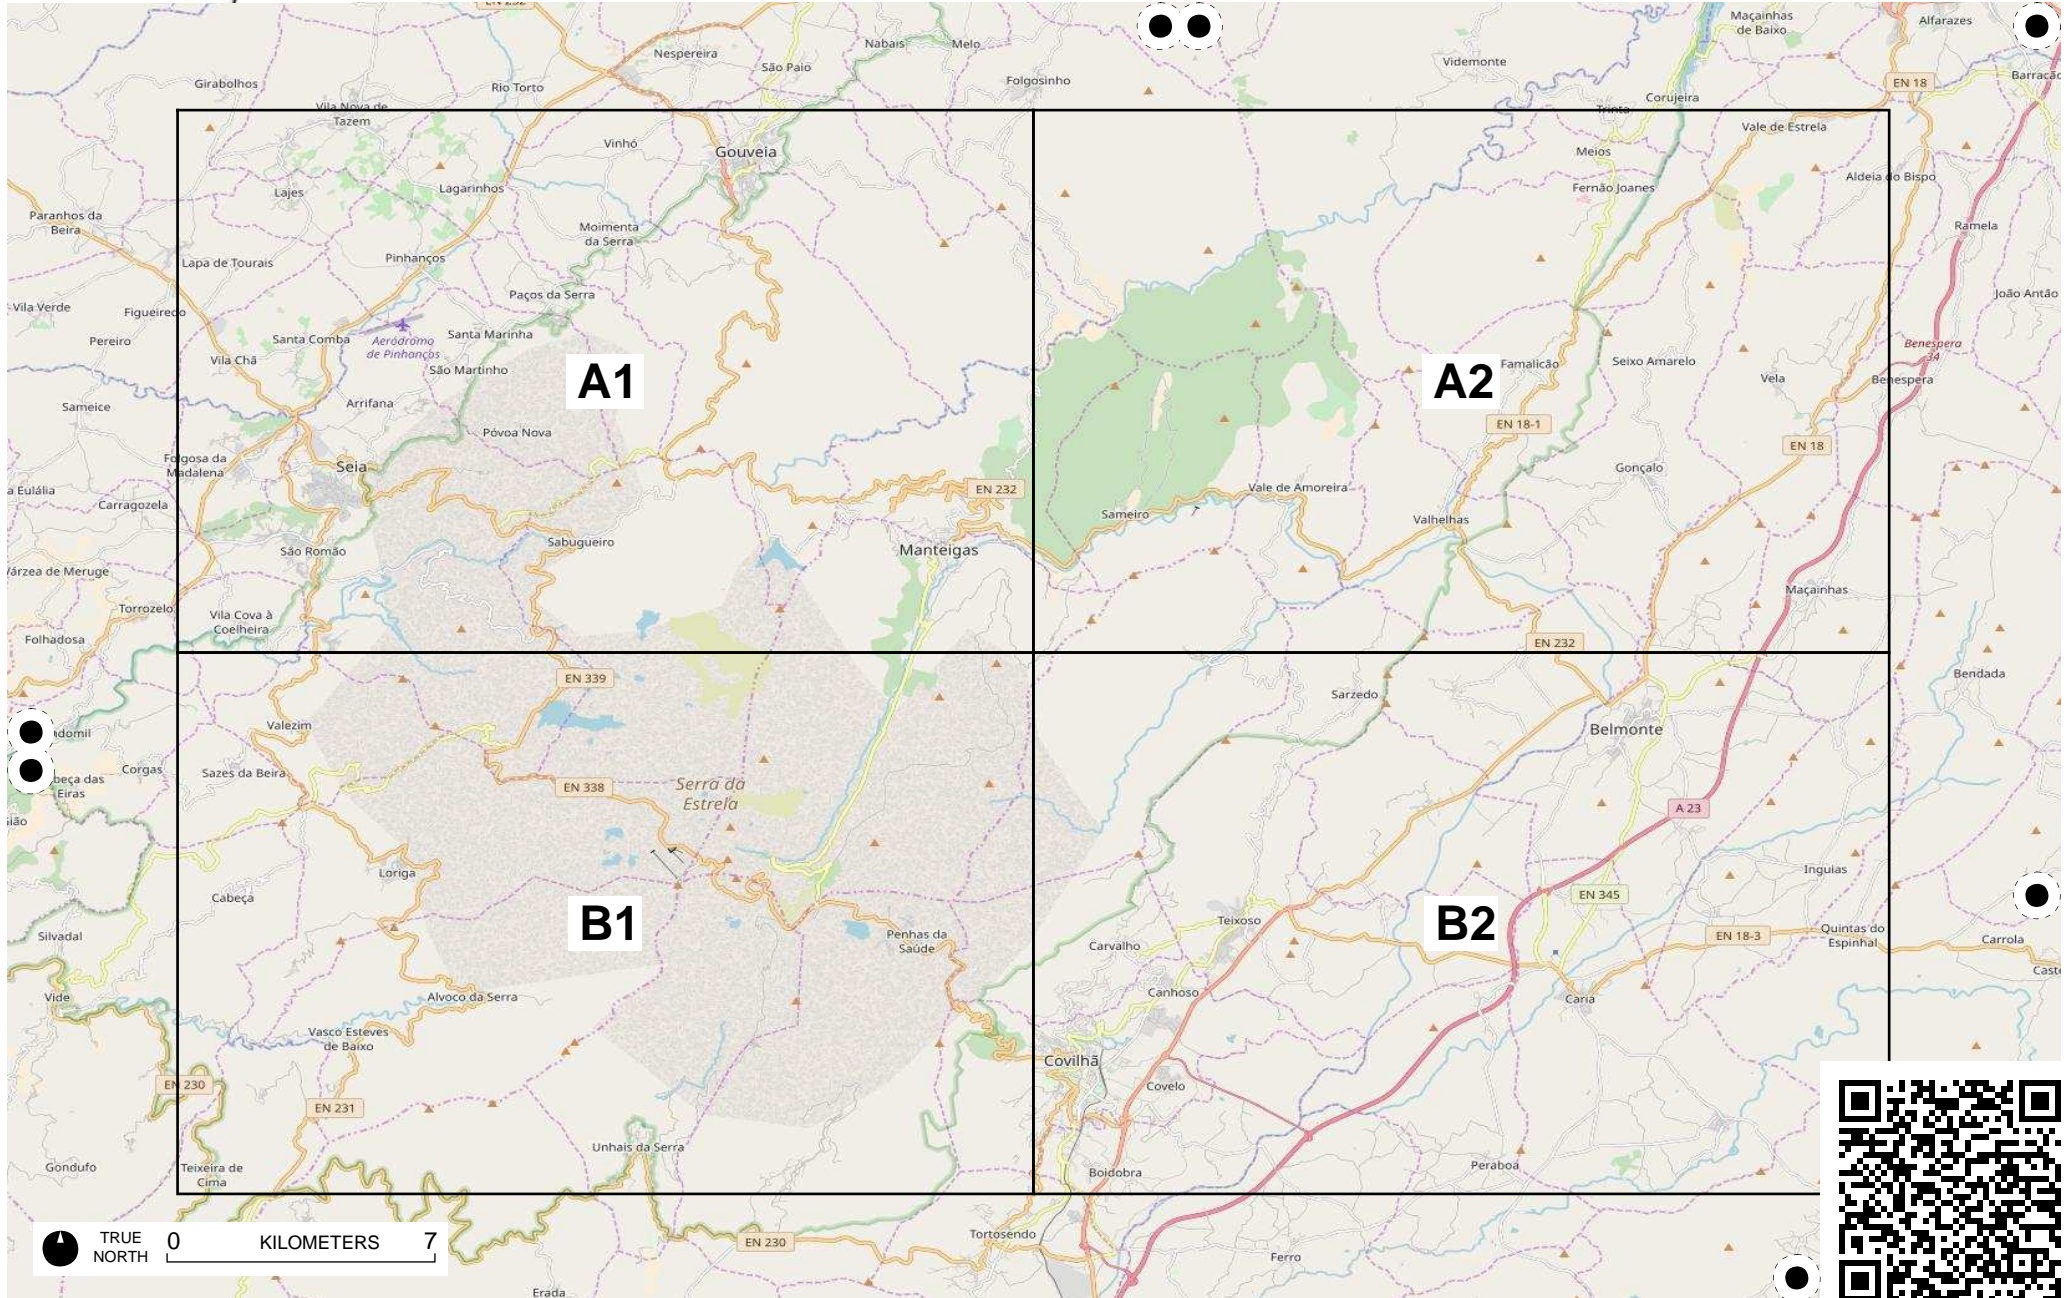 Maçainhas
de Baixo
Alfarazes
Nabais
Melo
Nespereira
São Paio
Videmonte
Girabolhos
Rio Torto
Folgosinho
Barracão
EN 18
Corujeira
Vila Nova de
Tazem
Trinta
Vale de Estrela
Vinhó
Gouveia
Meios
Lajes
Lagarinhos
Fernão Joanes
Aldeia do Bispo
Paranhos da
Beira
Moimenta
da Serra
Ramela
Lapa de Tourais
Pinhanços
Paços da Serra
João Antão
Vila Verde
Figueiredo
Santa Comba
Santa Marinha
Pereiro
Aeródromo
de Pinhanços
Benespera
34
Vila Chã
São Martinho
A1
A2
Famalicão
Seixo Amarelo
Vela
Benespera
Sameice
Arrifana
Póvoa Nova
EN 18-1
EN 18
Folgosa da
Madalena
Seia
Gonçalo
a Eulália
EN 232
Vale de Amoreira
Carragozela
Sameiro
Valhelhas
São Romão
Sabugueiro
Manteigas
Várzea de Meruge
Maçainhas
Torrozelo
Vila Cova à
Coelheira
Folhadosa
EN 232
EN 339
Bendada
Sarzedo
Valezim
Belmonte
ndomil
Corgas
Sazes da Beira
beça das
Eiras
EN 338
Serra da
Estrela
A 23
Loriga
Inguias
Cabeça
EN 345
B1
B2
Teixoso
Silvadal
Penhas da
Saúde
Carvalho
EN 18-3
Quintas do
Espinhal
Carrola
Vide
Alvoco da Serra
Canhoso
Caria
Vasco Esteves
de Baixo
Covilhã
EN 230
Covelo
EN 231
Unhais da Serra
Gondufo
Teixeira de
Cima
Boidobra
Peraboa
TRUE
NORTH
0 KILOMETERS 7
EN 230
Tortosendo
Ferro
Erada